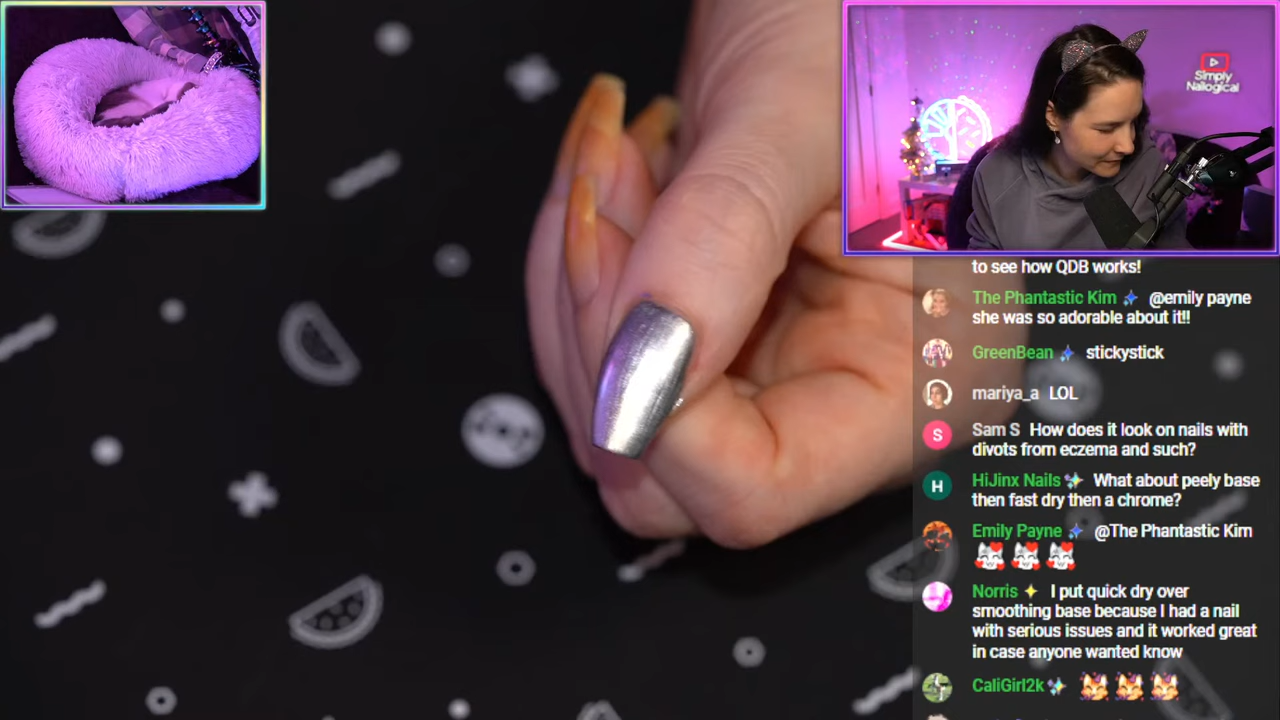 Simply
Nailogical
to see how QDB works!
The Phantastic Kim @emily payne
she was so adorable about it!!
GreenBean stickystick
mariya_a LOL
Sam S How does it look on nails with
divots from eczema and such?
S
HiJinx Nails What about peely base
then fast dry then a chrome?
H
Emily Payne @The Phantastic Kim
Norris I put quick dry over
smoothing base because I had a nail
with serious issues and it worked great
in case anyone wanted know
CaliGirl2k